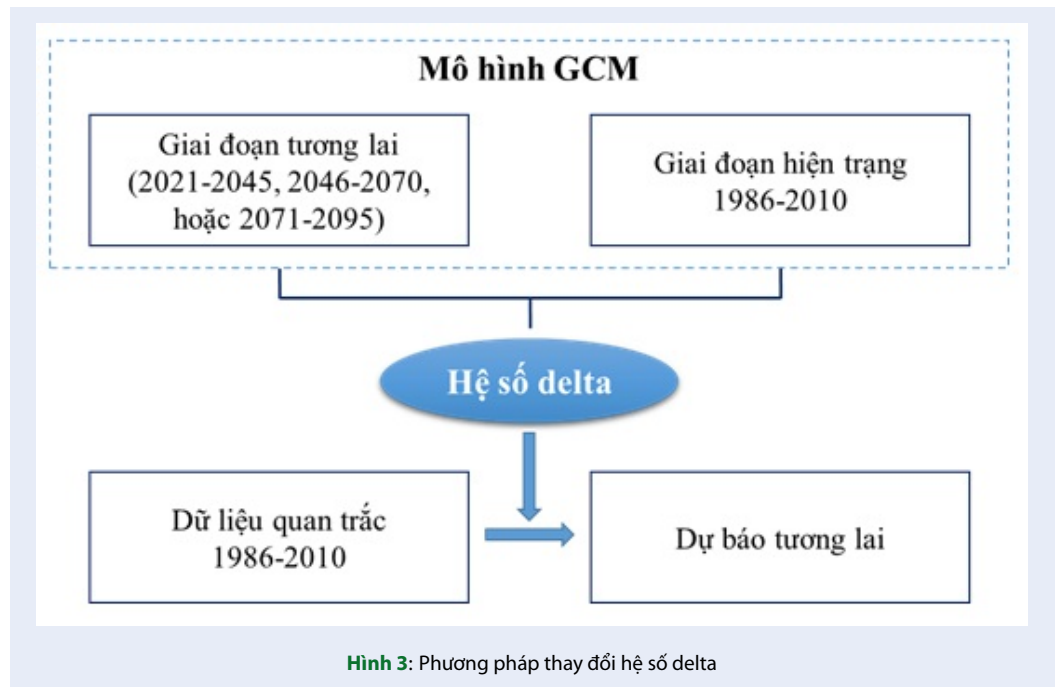 Mô hình GCM
Giai đoạn tương lai
(2021-2045, 2046-2070,
hoặc 2071-2095)
Giai đoạn hiện trạng
1986-2010
Hệ số delta
Dữ liệu quan trắc
1986-2010
Dự báo tương lai
Hình 3: Phương pháp thay đổi hệ số delta